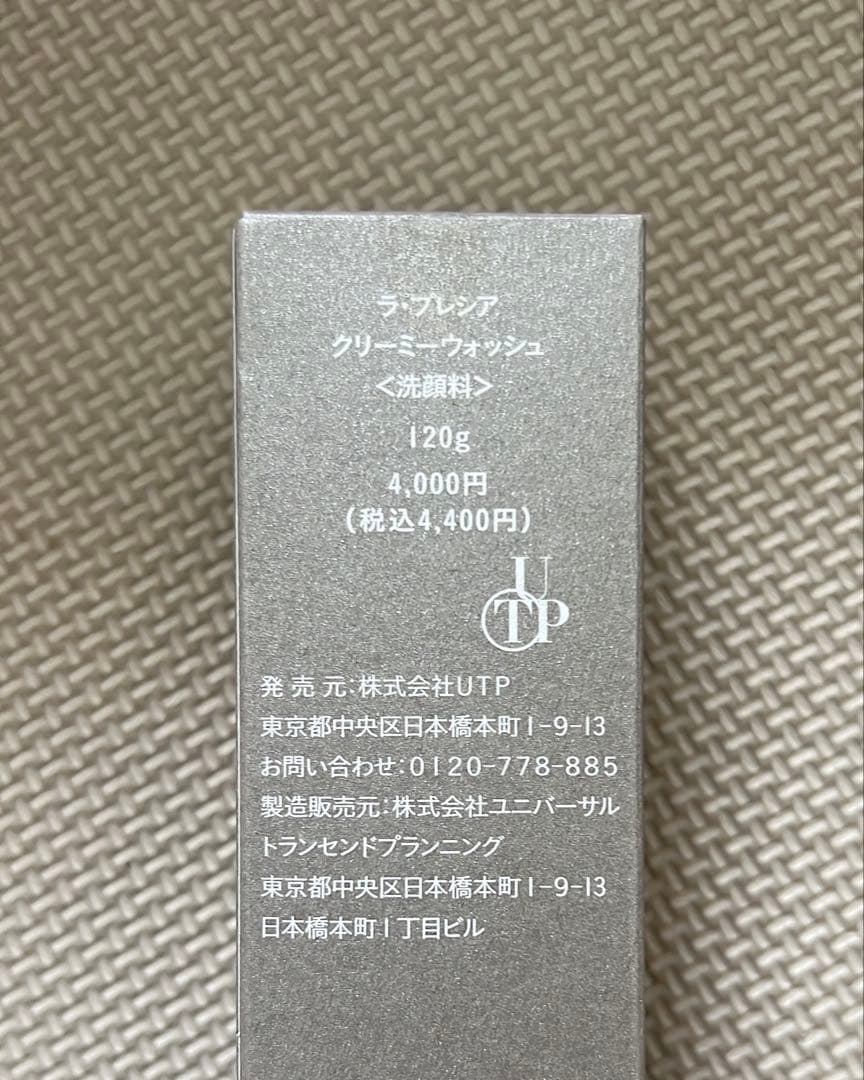 ラ・プレシア
クリーミーウォッシュ
<洗顔料>
120g
4,000円
(税込4,400円)
UTP
発売元:株式会社UTP
東京都中央区日本橋本町1-9-13
お問い合わせ:0120-778-885
製造販売元:株式会社ユニバーサル
トランセンドプランニング
東京都中央区日本橋本町1-9-13
日本橋本町1丁目ビル